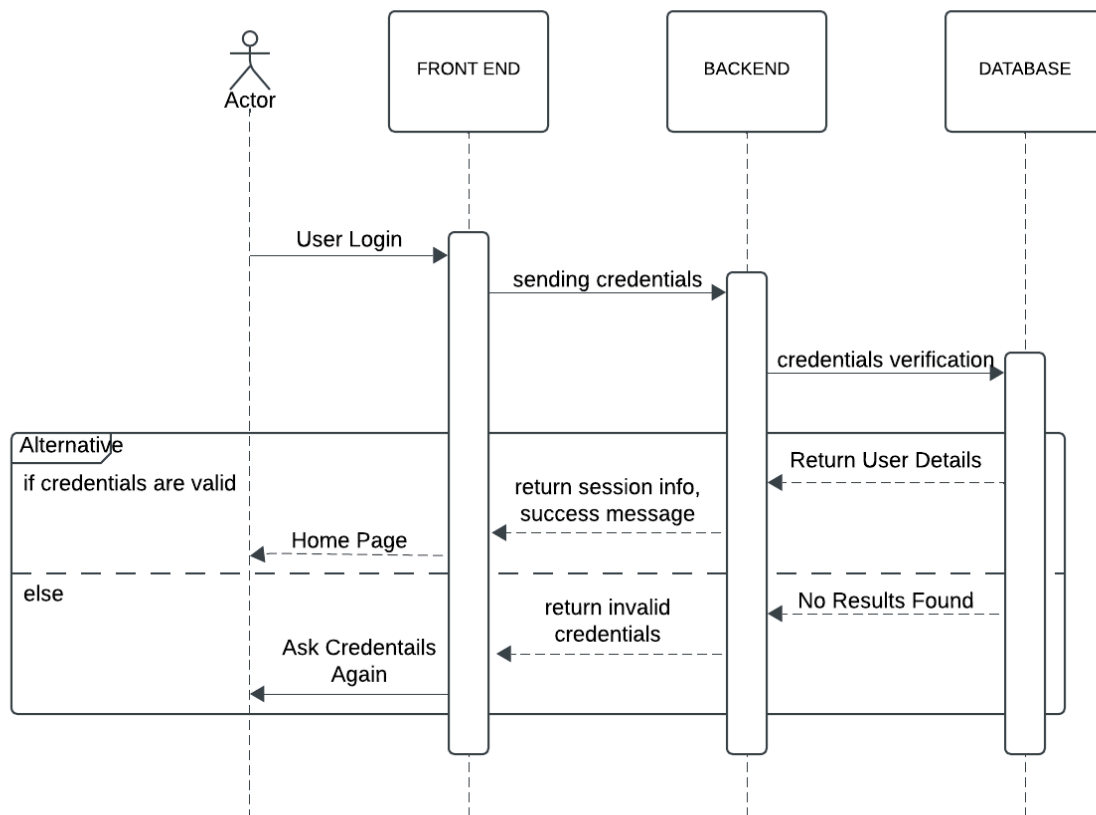 FRONT END
BACKEND
DATABASE
Actor
User Login
sending credentials
credentials verification
Alternative
if credentials are valid
Return User Details
return session info,
success message
Home Page
else
No Results Found
return invalid
credentials
Ask Credentails
Again